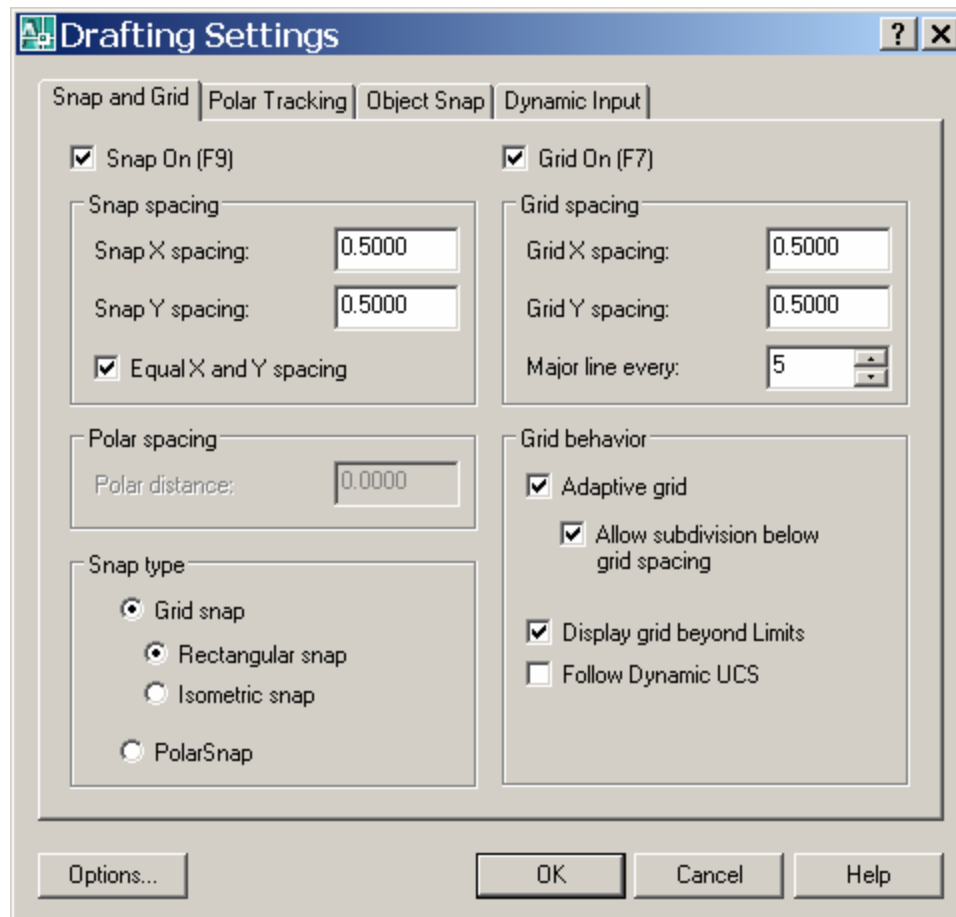 Drafting Settings
Snap and Grid
Polar Tracking
Object Snap
Dynamic Input
Snap On (F9)
Snap spacing
Snap X spacing: 0.5000
Snap Y spacing: 0.5000
Equal X and Y spacing
Polar spacing
Polar distance: 0.0000
Snap type
Grid snap
Rectangular snap
Isometric snap
PolarSnap
Grid On (F7)
Grid spacing
Grid X spacing: 0.5000
Grid Y spacing: 0.5000
Major line every: 5
Grid behavior
Adaptive grid
Allow subdivision below
grid spacing
Display grid beyond Limits
Follow Dynamic UCS
Options...
OK
Cancel
Help